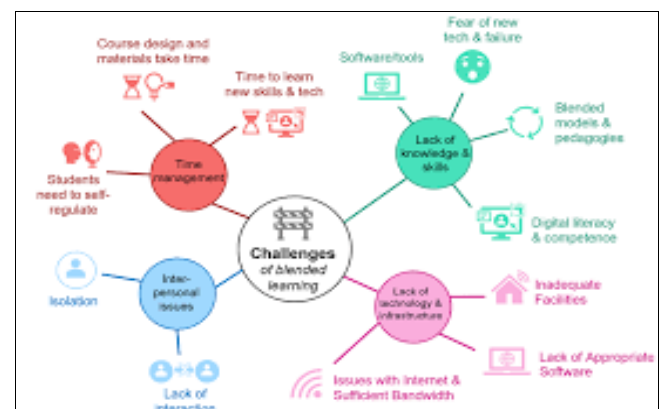 Challenges
of blended
learning
Time
management
Course design and
materials take time
Time to learn
new skills & tech
Students
need to self-
regulate
Lack of
knowledge &
skills
Software/tools
Fear of new
tech & failure
Blended
models &
pedagogies
Digital literacy
& competence
Inter-
personal
issues
Isolation
Lack of
interaction
Lack of
technology &
infrastructure
Inadequate
Facilities
Lack of Appropriate
Software
Issues with Internet &
Sufficient Bandwidth